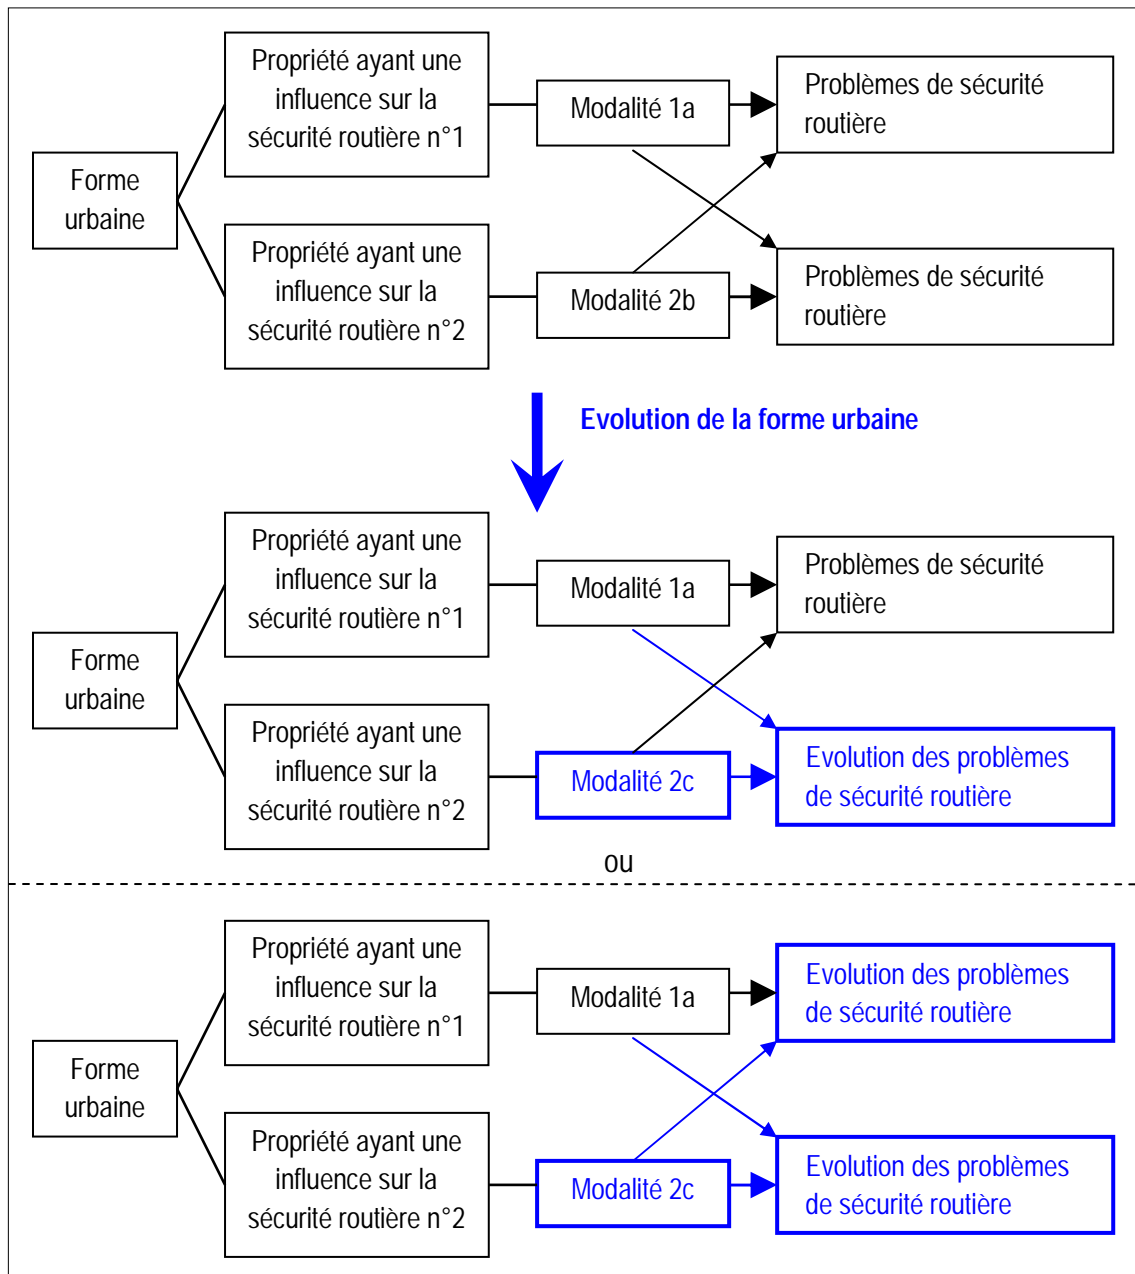 Propriété ayant une
influence sur la
sécurité routière n°1
Modalité 1a
Problèmes de sécurité
routière
Forme
urbaine
Propriété ayant une
influence sur la
sécurité routière n°2
Modalité 2b
Problèmes de sécurité
routière
Evolution de la forme urbaine
Propriété ayant une
influence sur la
sécurité routière n°1
Modalité 1a
Problèmes de sécurité
routière
Forme
urbaine
Propriété ayant une
influence sur la
sécurité routière n°2
Modalité 2c
Evolution des problèmes
de sécurité routière
ou
Propriété ayant une
influence sur la
sécurité routière n°1
Modalité 1a
Evolution des problèmes
de sécurité routière
Forme
urbaine
Propriété ayant une
influence sur la
sécurité routière n°2
Modalité 2c
Evolution des problèmes
de sécurité routière